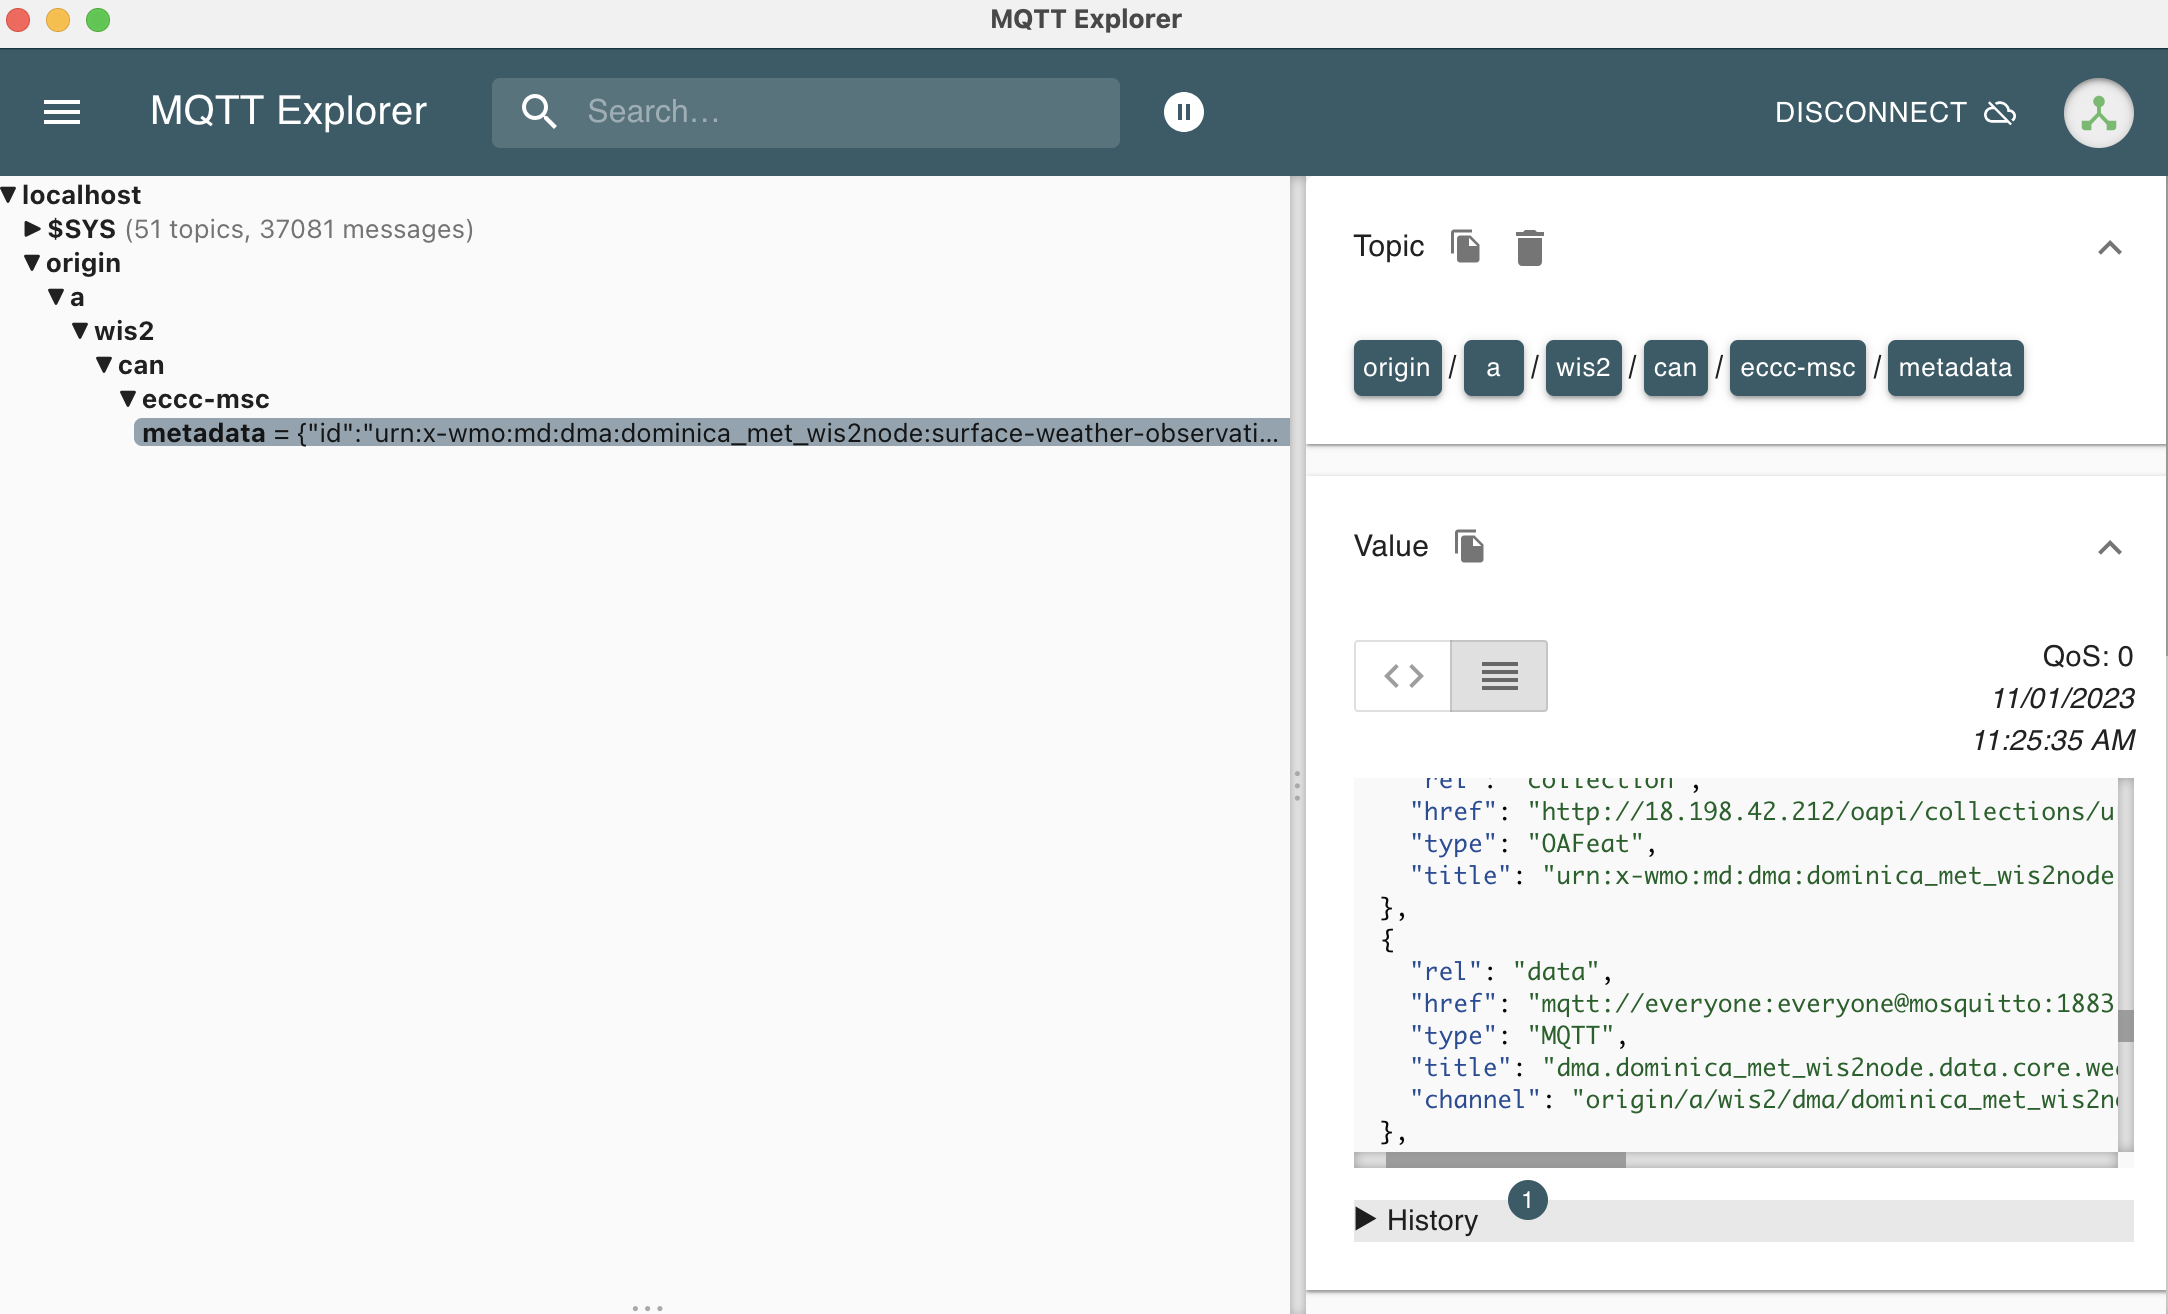 MQTT Explorer
MQTT Explorer
Search...
DISCONNECT
localhost
$SYS (51 topics, 37081 messages)
origin
a
wis2
can
eccc-msc
metadata = {"id":"urn:x-wmo:md:dma:dominica_met_wis2node:surface-weather-observati...
Topic
origin / a / wis2 / can / eccc-msc / metadata
Value
QoS: 0
11/01/2023
11:25:35 AM
"rel": "collection",
"href": "http://18.198.42.212/oapi/collections/u
"type": "OAFeat",
"title": "urn:x-wmo:md:dma:dominica_met_wis2node
},
{
"rel": "data",
"href": "mqtt://everyone:everyone@mosquitto:1883
"type": "MQTT",
"title": "dma.dominica_met_wis2node.data.core.we
"channel": "origin/a/wis2/dma/dominica_met_wis2n
},
History
1